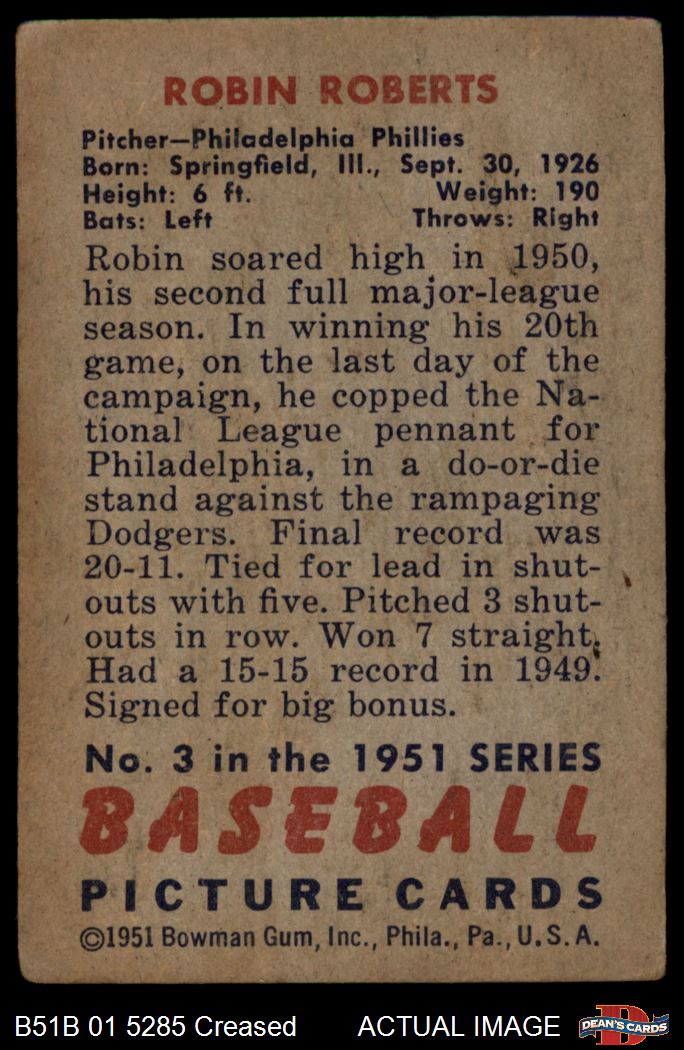 ROBIN ROBERTS
Pitcher—Philadelphia Phillies
Born: Springfield, Ill., Sept. 30, 1926
Height: 6 ft. Weight: 190
Bats: Left Throws: Right
Robin soared high in 1950,
his second full major-league
season. In winning his 20th
game, on the last day of the
campaign, he copped the Na-
tional League pennant for
Philadelphia, in a do-or-die
stand against the rampaging
Dodgers. Final record was
20-11. Tied for lead in shut-
outs with five. Pitched 3 shut-
outs in row. Won 7 straight.
Had a 15-15 record in 1949.
Signed for big bonus.
No. 3 in the 1951 SERIES
BASEBALL
PICTURE CARDS
©1951 Bowman Gum, Inc., Phila., Pa., U.S.A.
B51B 01 5285 Creased ACTUAL IMAGE
D
DEAN'S CARDS